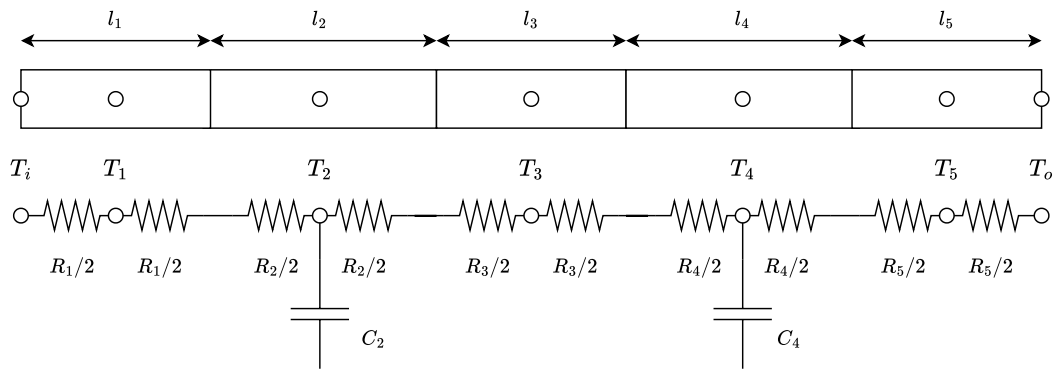 l₁ l₂ l₃ l₄ l₅
Tᵢ T₁ T₂ T₃ T₄ T₅ Tₒ
R₁/2 R₁/2 R₂/2 R₂/2 R₃/2 R₃/2 R₄/2 R₄/2 R₅/2 R₅/2
C₂ C₄